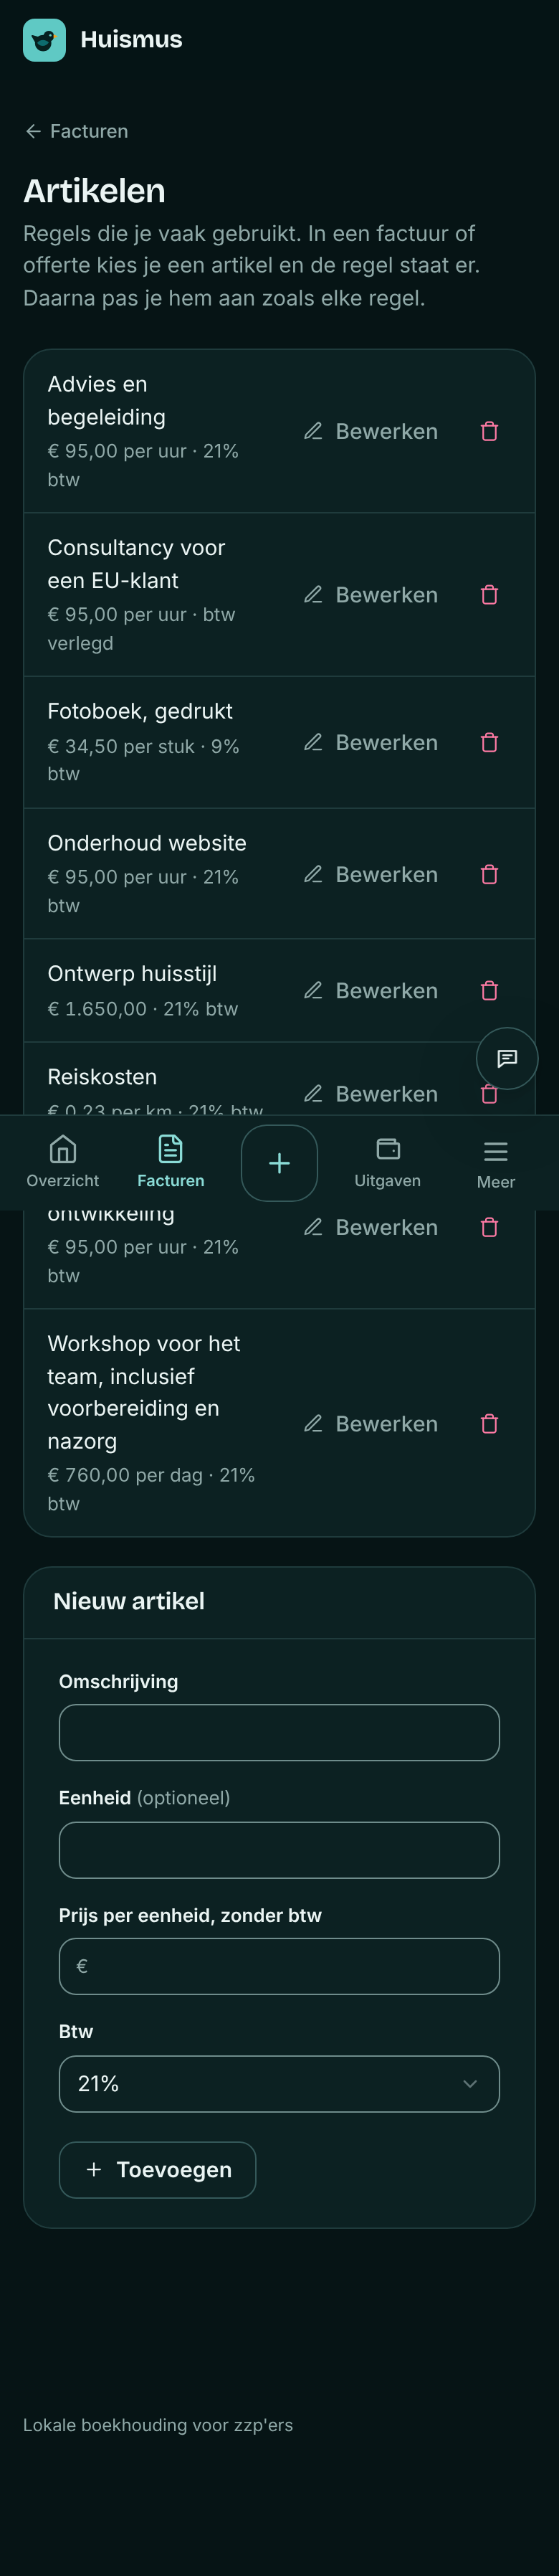 Huismus
Facturen
Artikelen
Regels die je vaak gebruikt. In een factuur of
offerte kies je een artikel en de regel staat er.
Daarna pas je hem aan zoals elke regel.
Advies en
begeleiding
€ 95,00 per uur · 21%
btw
Bewerken
Consultancy voor
een EU-klant
€ 95,00 per uur · btw
verlegd
Bewerken
Fotoboek, gedrukt
€ 34,50 per stuk · 9%
btw
Bewerken
Onderhoud website
€ 95,00 per uur · 21%
btw
Bewerken
Ontwerp huisstijl
€ 1.650,00 · 21% btw
Bewerken
Reiskosten
€ 0,23 per km · 21% btw
Bewerken
Overzicht
Facturen
Uitgaven
Meer
ontwikkeling
€ 95,00 per uur · 21%
btw
Bewerken
Workshop voor het
team, inclusief
voorbereiding en
nazorg
€ 760,00 per dag · 21%
btw
Bewerken
Nieuw artikel
Omschrijving
Eenheid (optioneel)
Prijs per eenheid, zonder btw
€
Btw
21%
Toevoegen
Lokale boekhouding voor zzp'ers